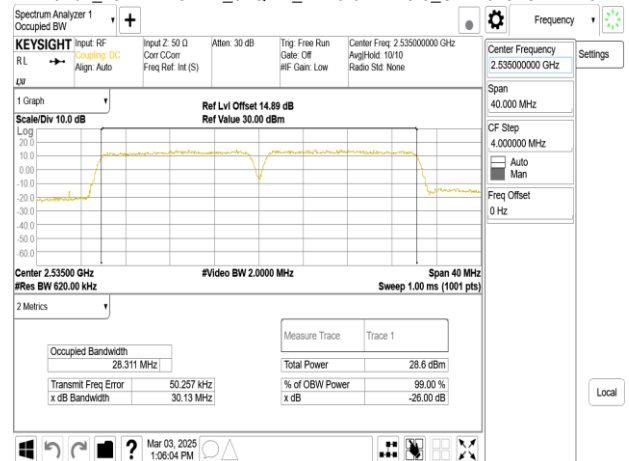 Spectrum Analyzer 1
Occupied BW
Frequency
KEYSIGHT
RL
LXI
Input: RF
Coupling: DC
Align: Auto
Input Z: 50 Ω
Corr CCorr
Freq Ref: Int (S)
Atten: 30 dB
Trig: Free Run
Gate: Off
#IF Gain: Low
Center Freq: 2.535000000 GHz
Avg|Hold: 10/10
Radio Std: None
Center Frequency
2.535000000 GHz
Settings
Span
40.000 MHz
CF Step
4.000000 MHz
Auto
Man
Freq Offset
0 Hz
Local
1 Graph
Scale/Div 10.0 dB
Ref Lvl Offset 14.89 dB
Ref Value 30.00 dBm
Log
20.0
10.0
0.00
-10.0
-20.0
-30.0
-40.0
-50.0
-60.0
Center 2.53500 GHz
#Video BW 2.0000 MHz
Span 40 MHz
#Res BW 620.00 kHz
Sweep 1.00 ms (1001 pts)
2 Metrics
Measure Trace
Trace 1
Occupied Bandwidth
28.311 MHz
Total Power
28.6 dBm
Transmit Freq Error
50.257 kHz
% of OBW Power
99.00 %
x dB Bandwidth
30.13 MHz
x dB
-26.00 dB
?
Mar 03, 2025
1:06:04 PM